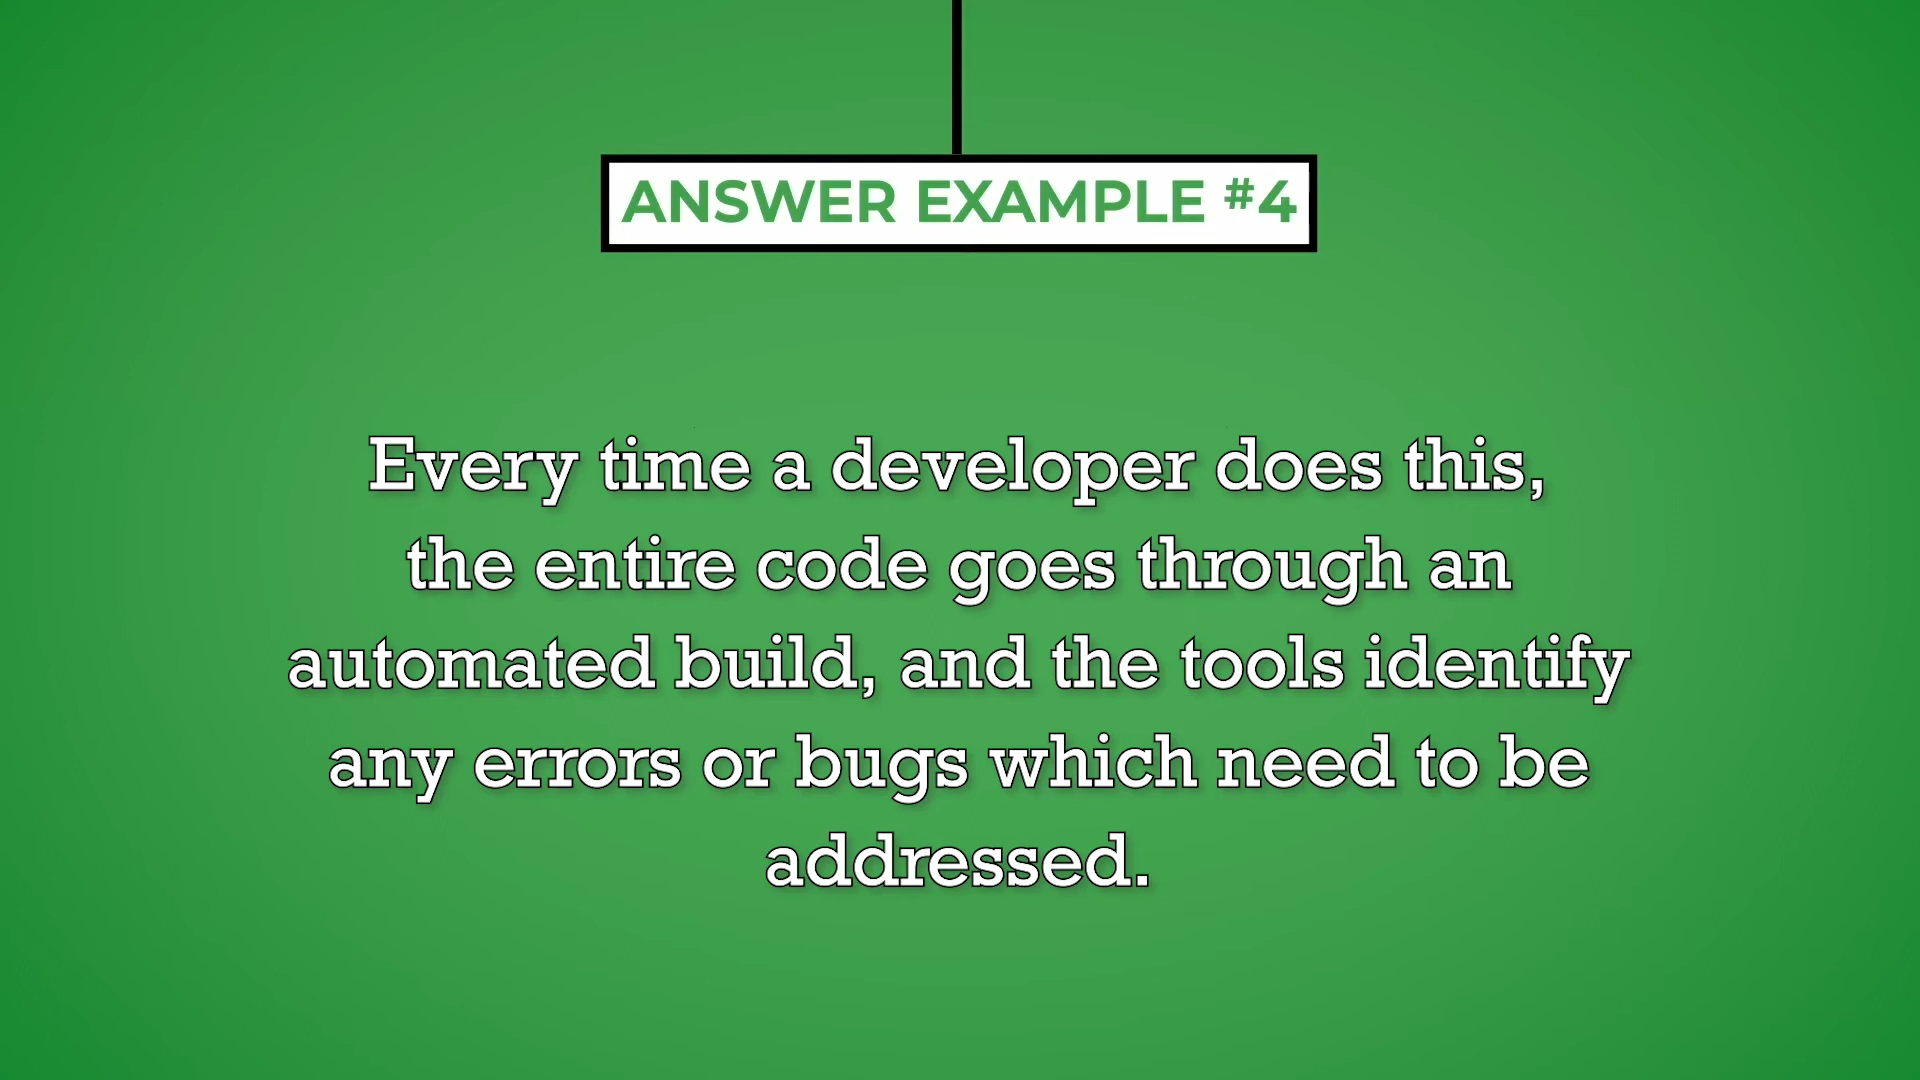 ANSWER EXAMPLE #4
Every time a developer does this,
the entire code goes through an
automated build, and the tools identify
any errors or bugs which need to be
addressed.